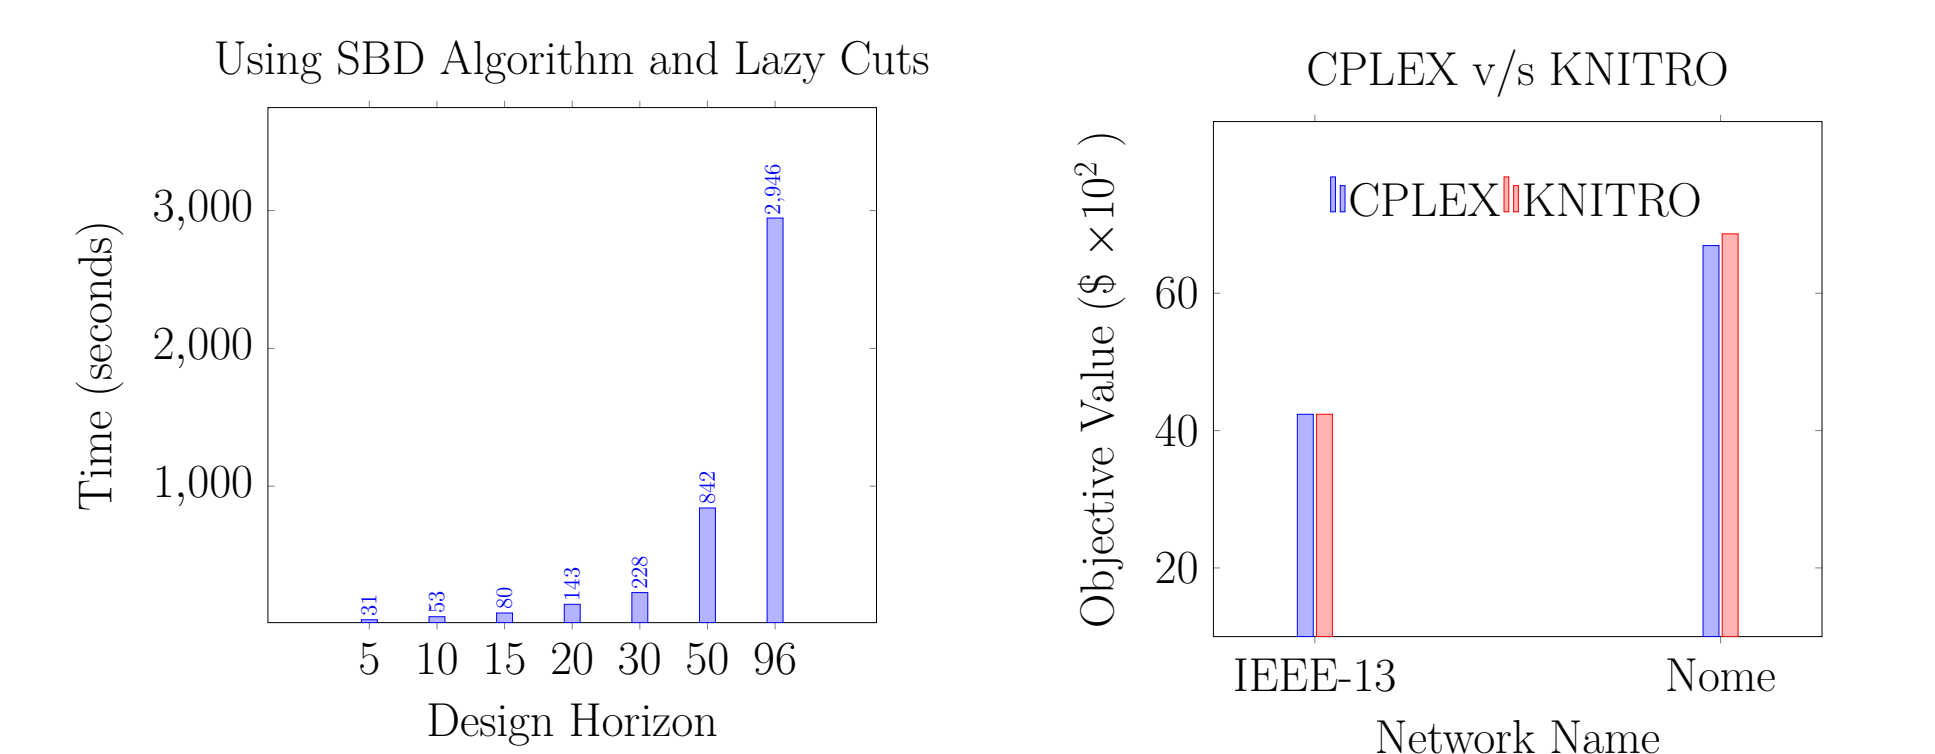 Using SBD Algorithm and Lazy Cuts
Time (seconds)
3,000
2,000
1,000
31
53
80
143
228
842
2,946
5 10 15 20 30 50 96
Design Horizon
CPLEX v/s KNITRO
Objective Value ($ ×10² )
60
40
20
CPLEX KNITRO
IEEE-13 Nome
Network Name